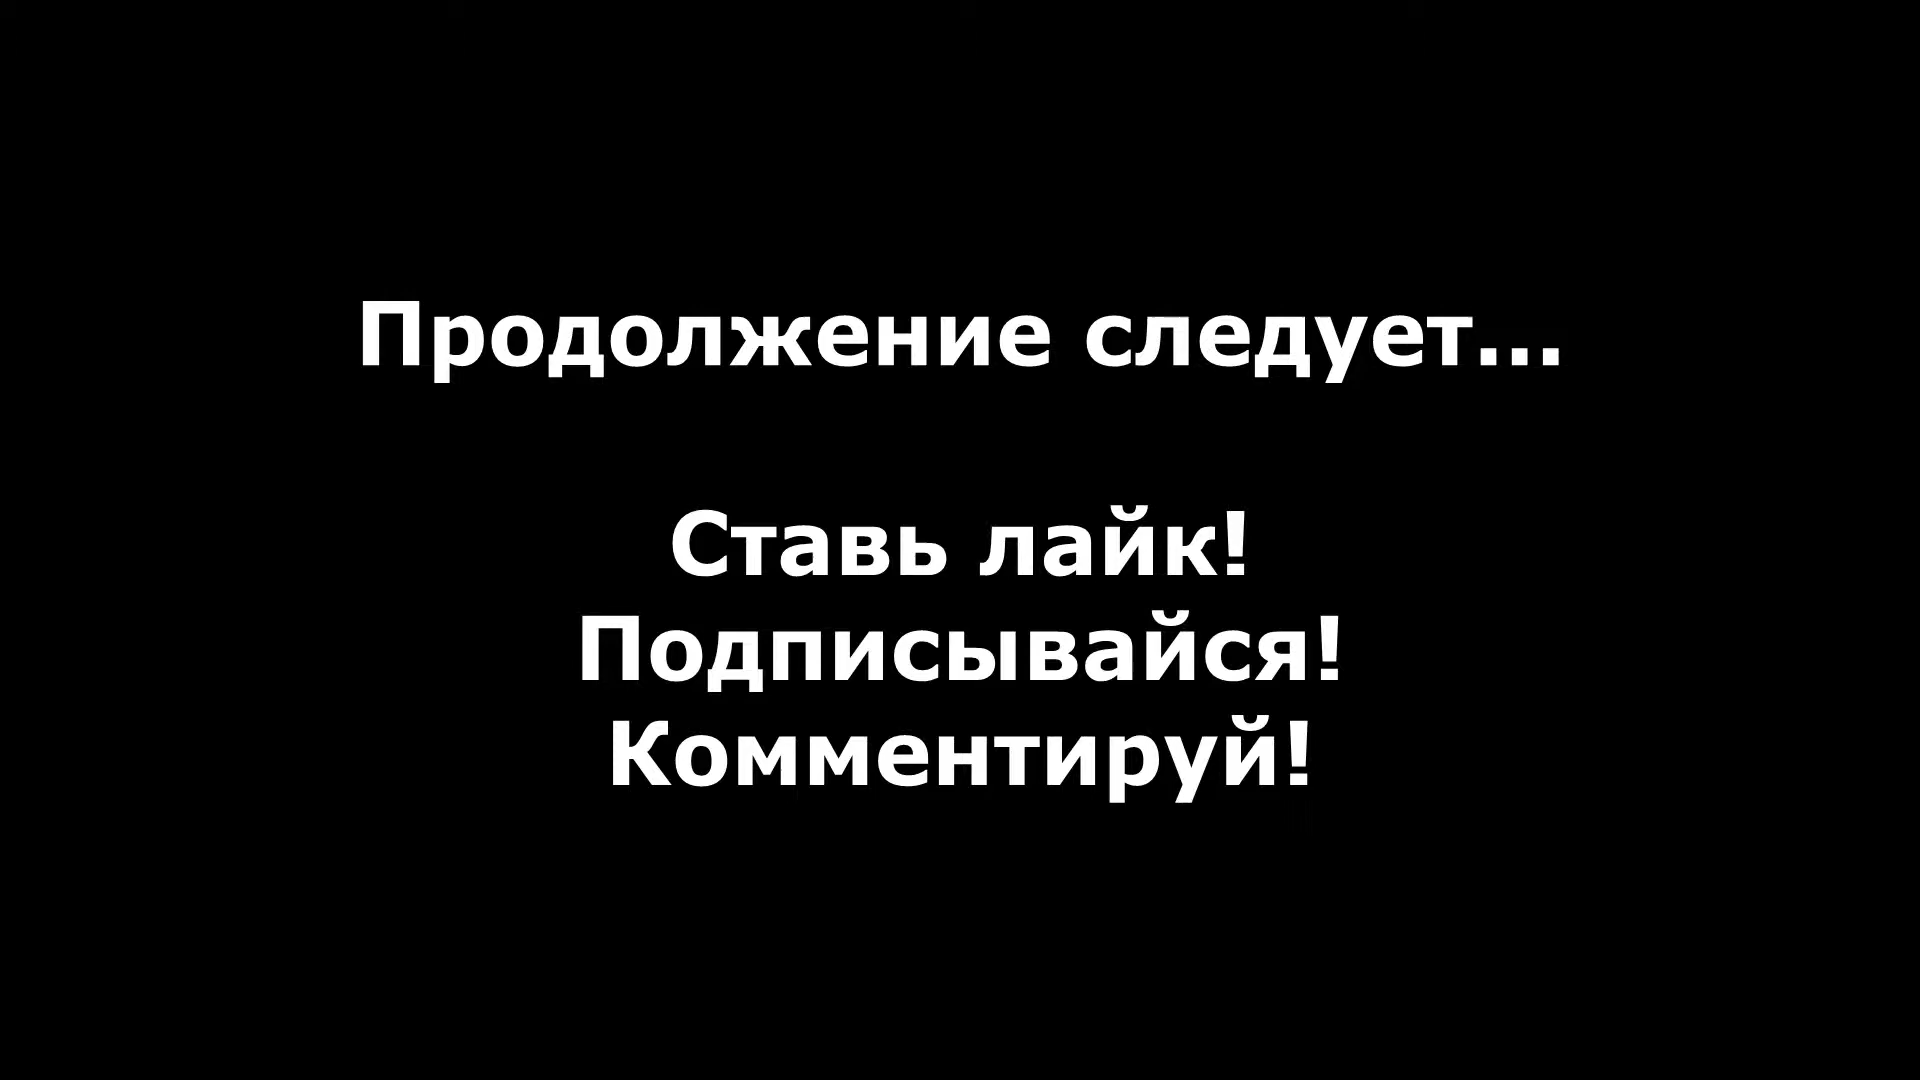 Продолжение следует...
Ставь лайк!
Подписывайся!
Комментируй!